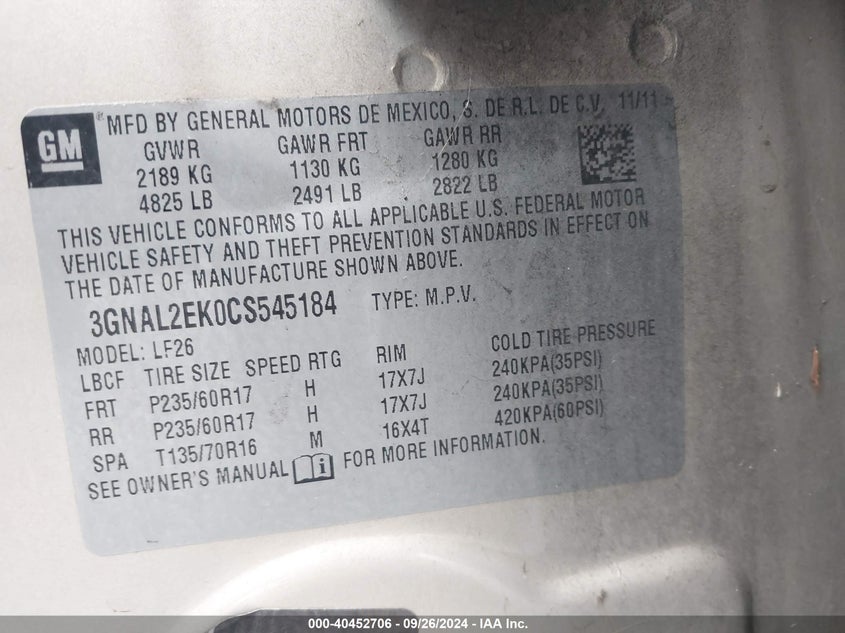 GM ® MFD BY GENERAL MOTORS DE MEXICO, S. DE R.L. DE C.V. 11/11
GVWR GAWR FRT GAWR RR
2189 KG 1130 KG 1280 KG
4825 LB 2491 LB 2822 LB
THIS VEHICLE CONFORMS TO ALL APPLICABLE U.S. FEDERAL MOTOR
VEHICLE SAFETY AND THEFT PREVENTION STANDARDS IN EFFECT ON
THE DATE OF MANUFACTURE SHOWN ABOVE.
3GNAL2EK0CS545184 TYPE: M.P.V.
MODEL: LF26
LBCF TIRE SIZE SPEED RTG RIM COLD TIRE PRESSURE
FRT P235/60R17 H 17X7J 240KPA(35PSI)
RR P235/60R17 H 17X7J 240KPA(35PSI)
SPA T135/70R16 M 16X4T 420KPA(60PSI)
SEE OWNER'S MANUAL i FOR MORE INFORMATION.
000-40452706 - 09/26/2024 - IAA Inc.